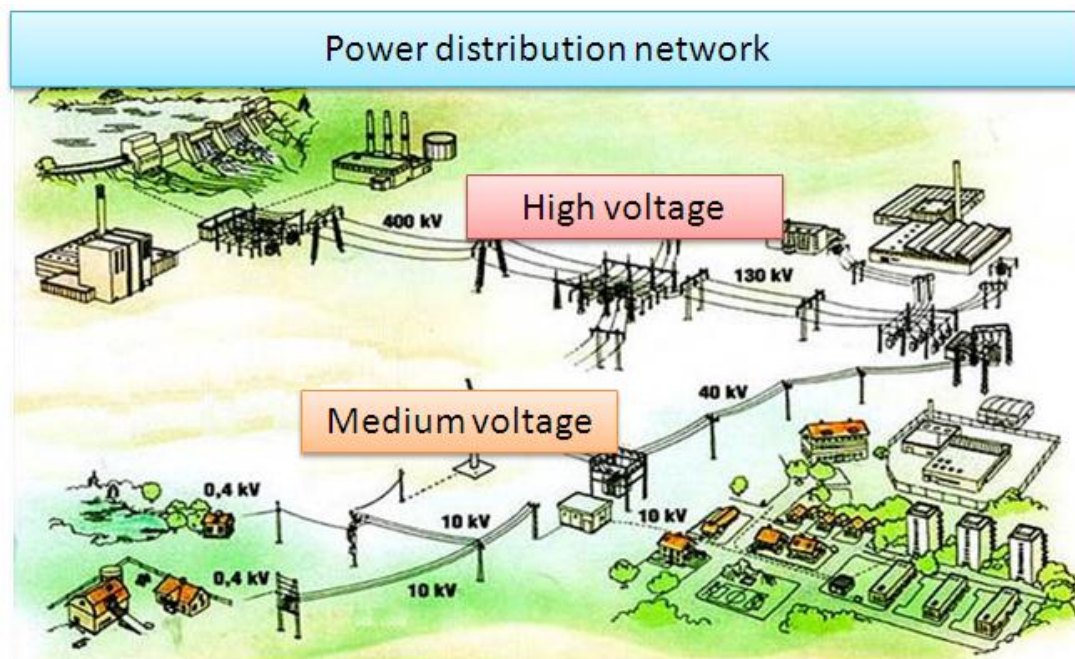 Power distribution network
High voltage
400 kV
130 kV
40 kV
Medium voltage
0,4 kV
10 kV
10 kV
0,4 kV
10 kV